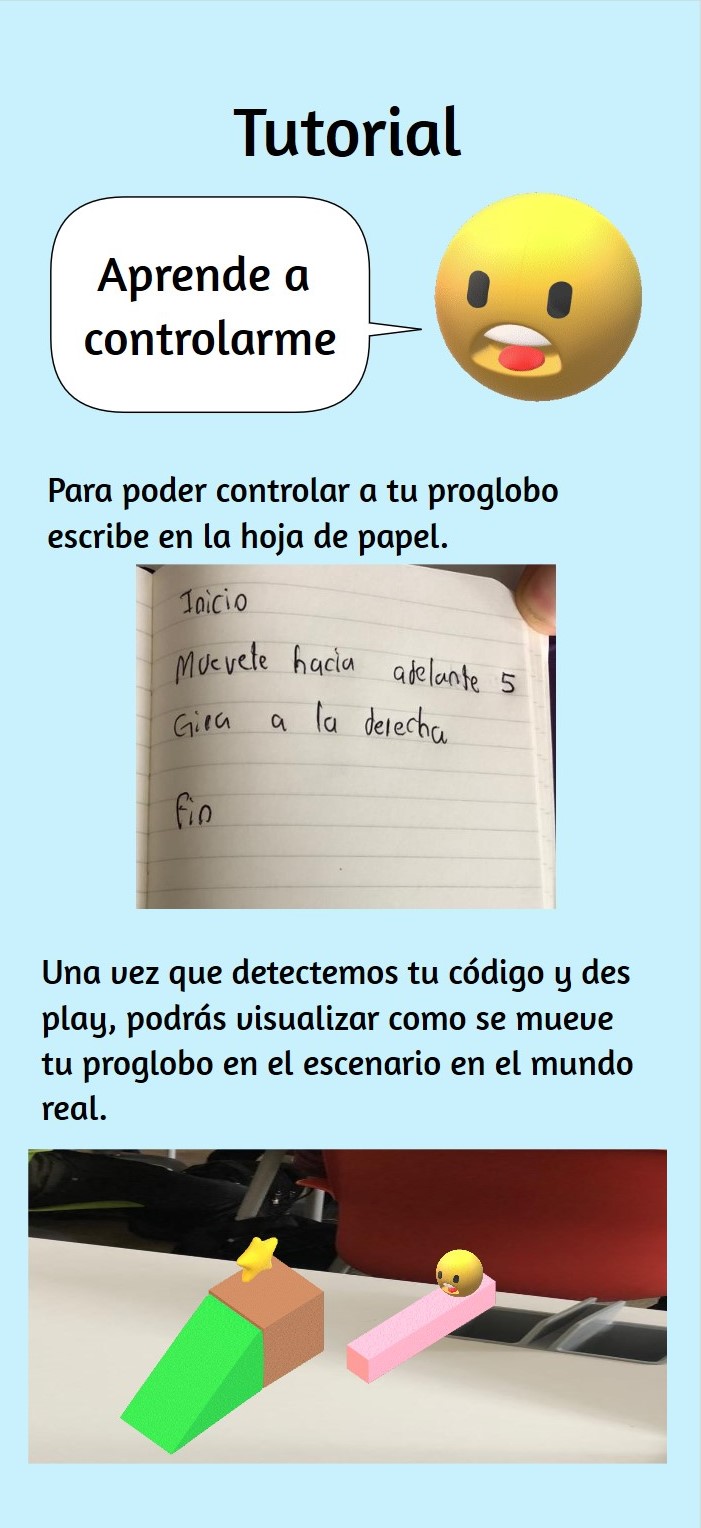 Tutorial
Aprende a
controlarme
Para poder controlar a tu proglobo
escribe en la hoja de papel.
Inicio
Muevete hacia adelante 5
Gira a la derecha
Fin
Una vez que detectemos tu código y des
play, podrás visualizar como se mueve
tu proglobo en el escenario en el mundo
real.